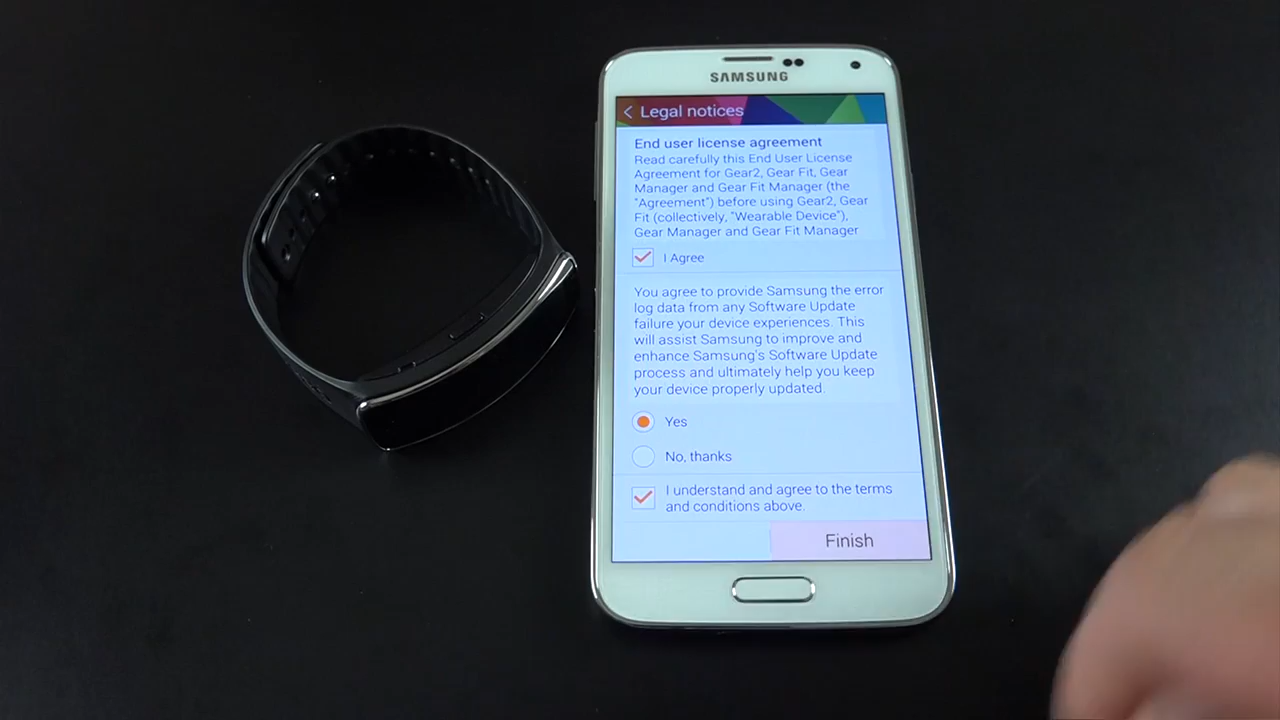 SAMSUNG
Legal notices
End user license agreement
Read carefully this End User License
Agreement for Gear2, Gear Fit, Gear
Manager and Gear Fit Manager (the
"Agreement") before using Gear2, Gear
Fit (collectively, "Wearable Device"),
Gear Manager and Gear Fit Manager
I Agree
You agree to provide Samsung the error
log data from any Software Update
failure your device experiences. This
will assist Samsung to improve and
enhance Samsung's Software Update
process and ultimately help you keep
your device properly updated.
Yes
No, thanks
I understand and agree to the terms
and conditions above.
Finish